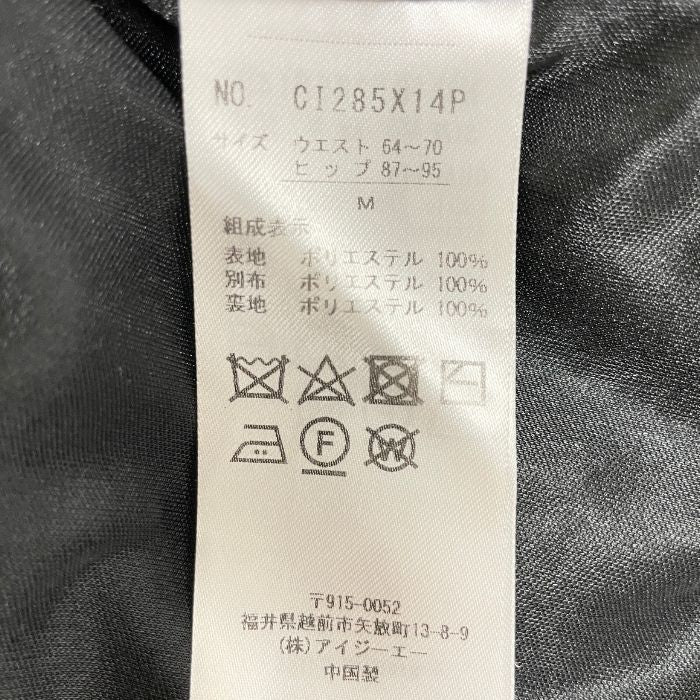 NO. CI285X14P
サイズ ウエスト 64～70
ヒップ 87～95
M
組成表示
表地 ポリエステル 100%
別布 ポリエステル 100%
裏地 ポリエステル 100%
F
W
〒915-0052
福井県越前市矢放町13-8-9
(株)アイジーエー
中国製